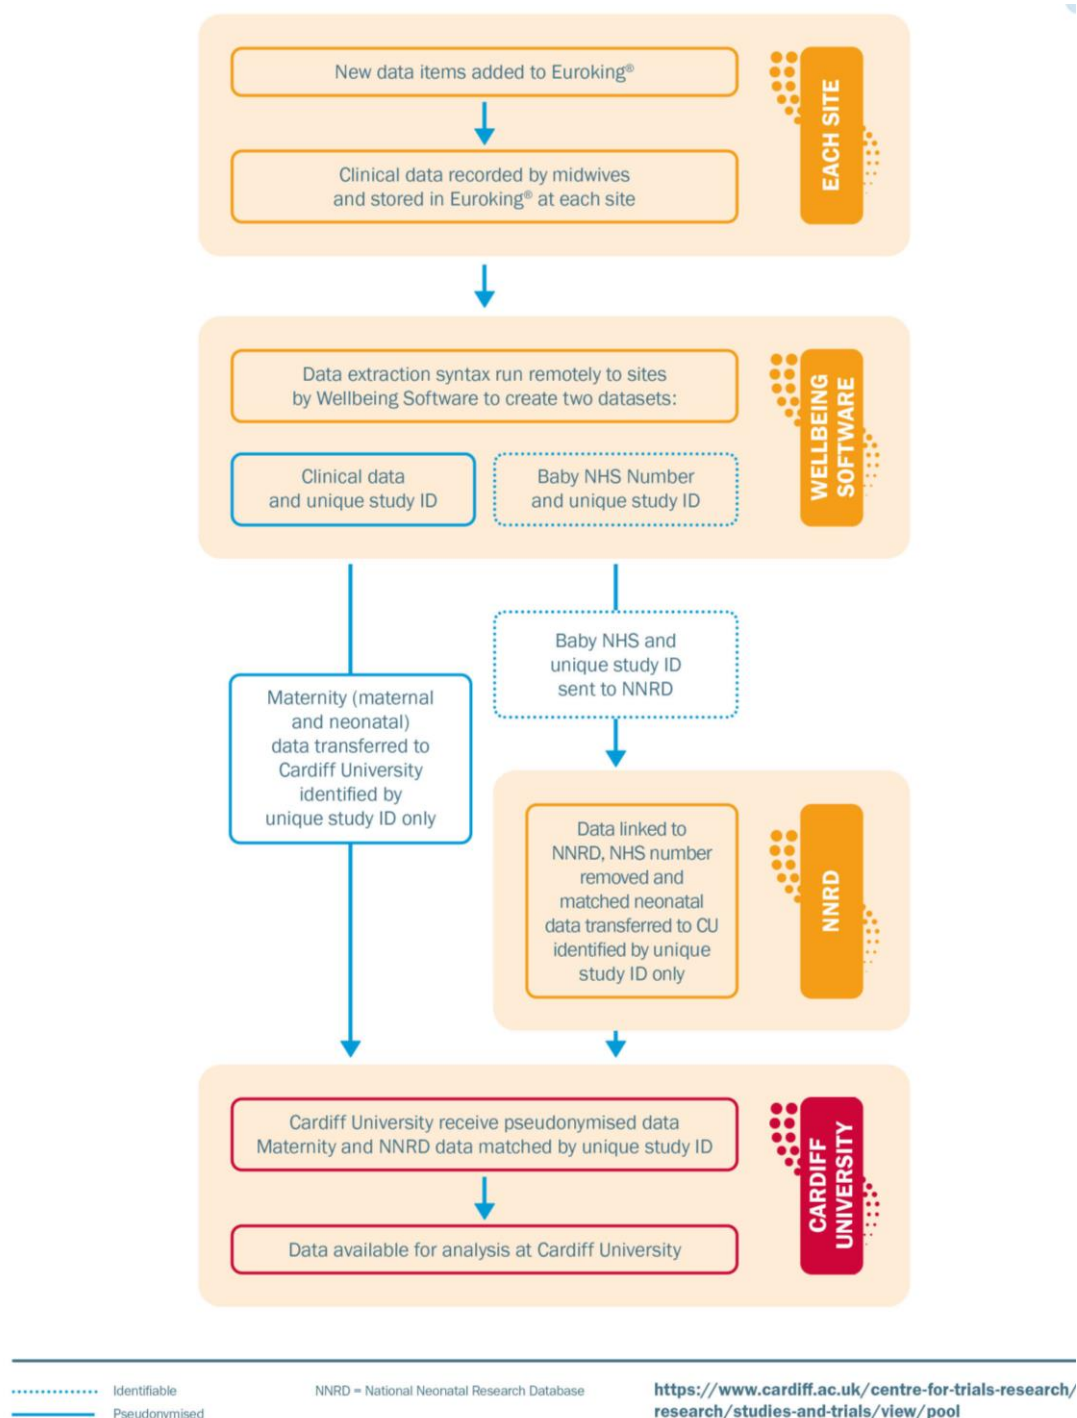 New data items added to Euroking®
EACH SITE
Clinical data recorded by midwives
and stored in Euroking® at each site
Data extraction syntax run remotely to sites
by Wellbeing Software to create two datasets:
WELLBEING
SOFTWARE
Clinical data
and unique study ID
Baby NHS Number
and unique study ID
Baby NHS and
unique study ID
sent to NNRD
Maternity (maternal
and neonatal)
data transferred to
Cardiff University
identified by
unique study ID only
Data linked to
NNRD, NHS number
removed and
matched neonatal
data transferred to CU
identified by unique
study ID only
NNRD
Cardiff University receive pseudonymised data
Maternity and NNRD data matched by unique study ID
CARDIFF
UNIVERSITY
Data available for analysis at Cardiff University
Identifiable
Pseudonymised
NNRD = National Neonatal Research Database
https://www.cardiff.ac.uk/centre-for-trials-research/
research/studies-and-trials/view/pool